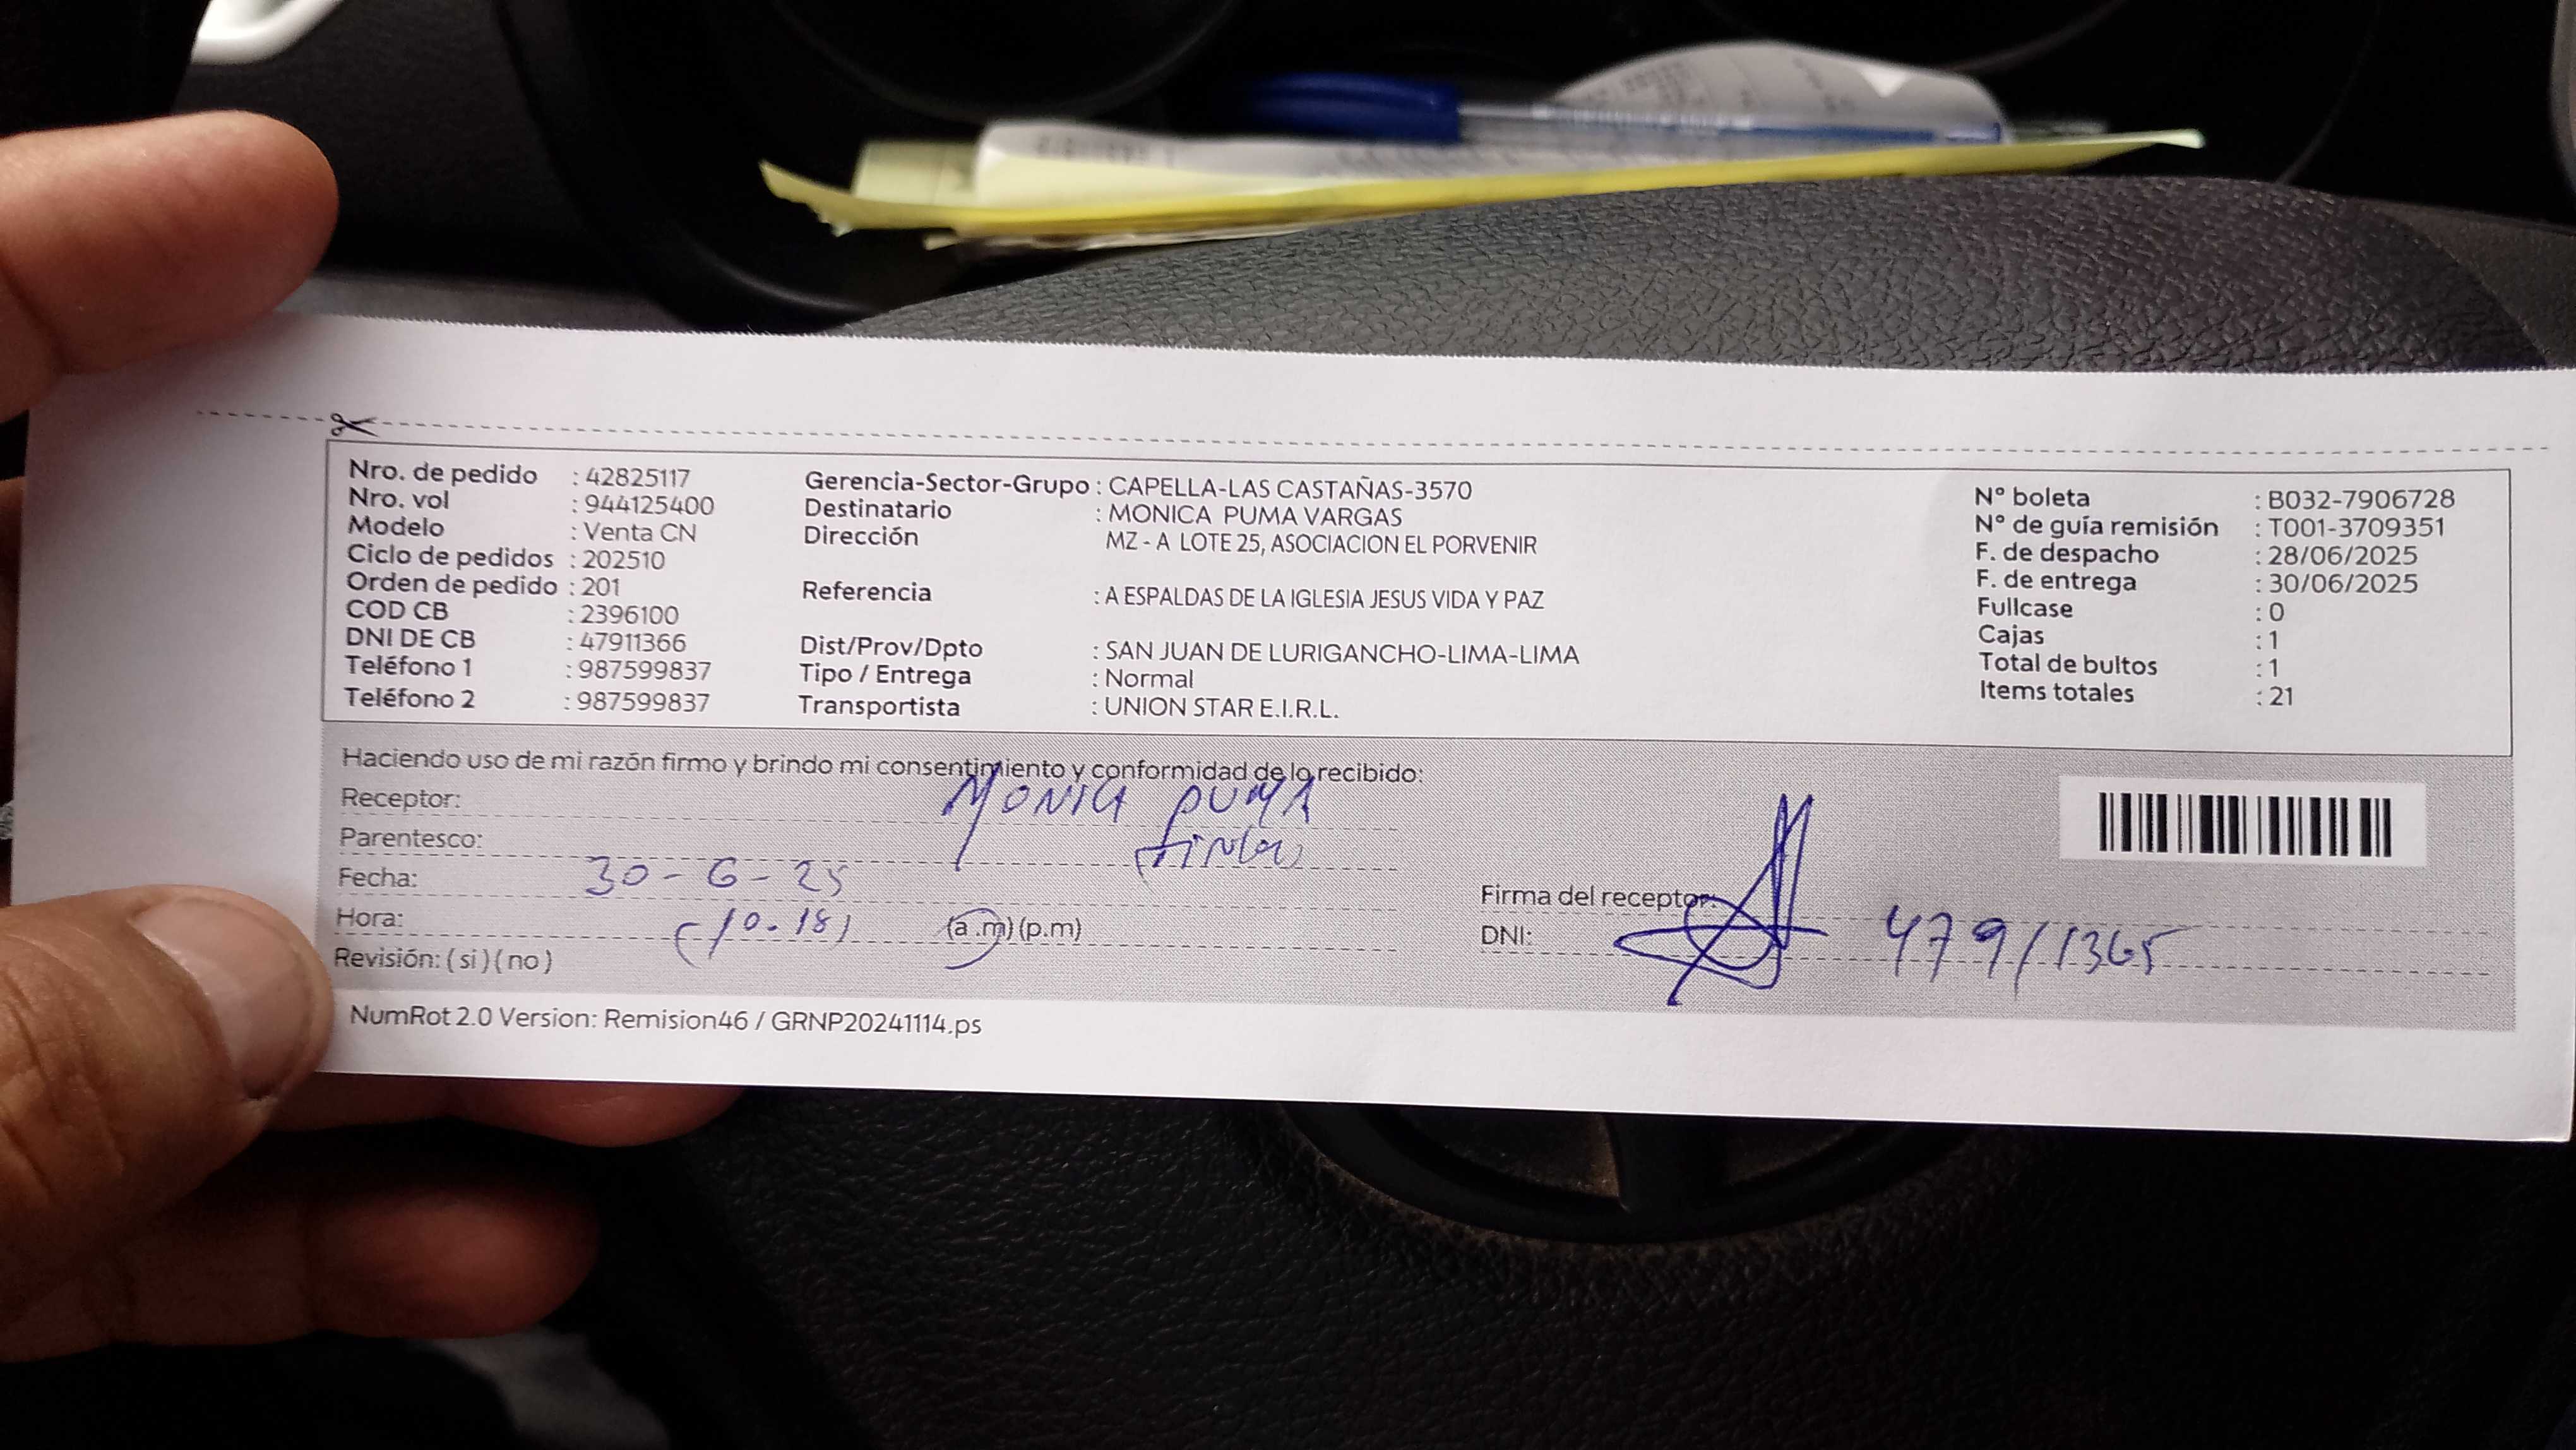 Nro. de pedido : 42825117
Nro. vol : 944125400
Modelo : Venta CN
Ciclo de pedidos : 202510
Orden de pedido : 201
COD CB : 2396100
DNI DE CB : 47911366
Teléfono 1 : 987599837
Teléfono 2 : 987599837
Gerencia-Sector-Grupo : CAPELLA-LAS CASTAÑAS-3570
Destinatario : MONICA PUMA VARGAS
Dirección MZ - A LOTE 25, ASOCIACION EL PORVENIR
Referencia : A ESPALDAS DE LA IGLESIA JESUS VIDA Y PAZ
Dist/Prov/Dpto : SAN JUAN DE LURIGANCHO-LIMA-LIMA
Tipo / Entrega : Normal
Transportista : UNION STAR E.I.R.L.
N° boleta : B032-7906728
N° de guía remisión : T001-3709351
F. de despacho : 28/06/2025
F. de entrega : 30/06/2025
Fullcase : 0
Cajas : 1
Total de bultos : 1
Items totales : 21
Haciendo uso de mi razón firmo y brindo mi consentimiento y conformidad de lo recibido:
Receptor: MONICA PUMA
Parentesco:
Fecha: 30-6-25
Hora: (10.18) (a.m)(p.m)
Revisión: (si)(no)
Firma del receptor:
DNI: 47911365
NumRot 2.0 Version: Remision46 / GRNP20241114.ps